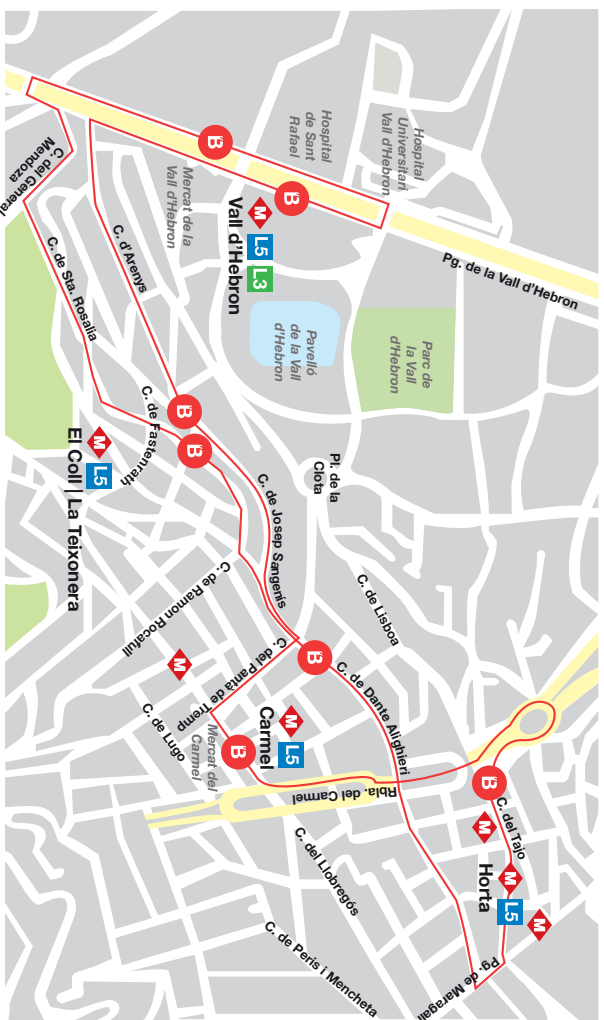 Hospital
Universitari
Vall d'Hebron
Hospital
de Sant
Rafael
Mercat de la
Vall d'Hebron
B
B
M
L5
L3
Vall d'Hebron
Pg. de la Vall d'Hebron
C. del General
Mendoza
C. de Sta. Rosalia
C. d'Arenys
Pavelló
de la Vall
d'Hebron
Parc de
la Vall
d'Hebron
C. de Fastenrath
B
B
M
L5
El Coll | La Teixonera
Pl. de la
Clota
C. de Josep Sangenís
C. de Lisboa
C. de Ramon Rocafull
M
C. del Pantà de Tremp
B
C. de Dante Alighieri
C. de Lugo
Mercat del
Carmel
B
M
L5
Carmel
Rbla. del Carmel
B
C. del Tajo
M
M
L5
M
Horta
C. del Llobregós
C. de Peris i Mencheta
Pg. de Maragall